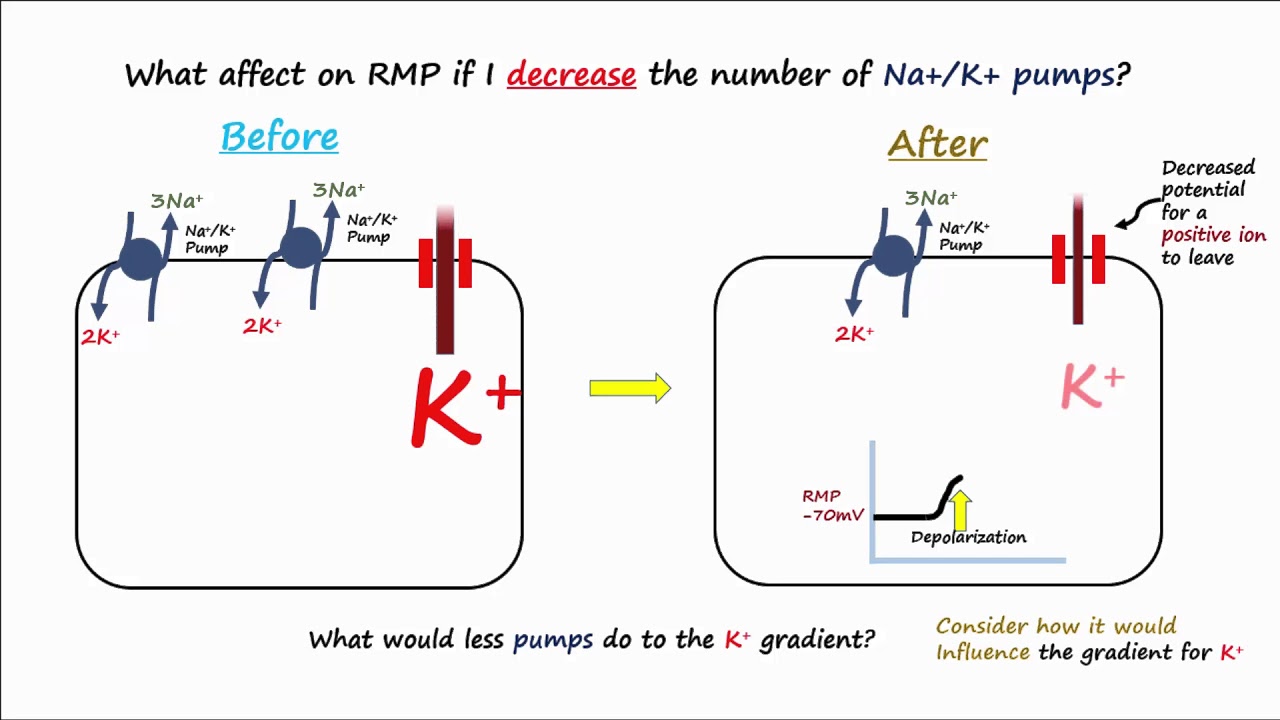 What affect on RMP if I decrease the number of Na+/K+ pumps?
Before
After
3Na⁺
3Na⁺
Na⁺/K⁺
Pump
Na⁺/K⁺
Pump
2K⁺
2K⁺
K⁺
3Na⁺
Na⁺/K⁺
Pump
2K⁺
Decreased
potential
for a
positive ion
to leave
K⁺
RMP
-70mV
Depolarization
What would less pumps do to the K⁺ gradient?
Consider how it would
Influence the gradient for K⁺